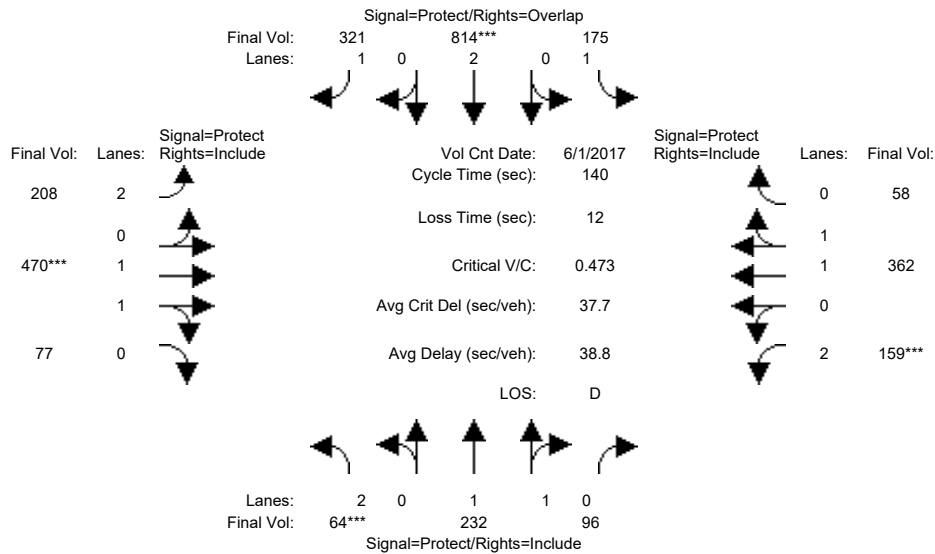 Signal=Protect/Rights=Overlap
Final Vol: 321 814*** 175
Lanes: 1 0 2 0 1
Signal=Protect Signal=Protect
Final Vol: Lanes: Rights=Include Vol Cnt Date: 6/1/2017 Rights=Include Lanes: Final Vol:
Cycle Time (sec): 140
208 2 0 58
Loss Time (sec): 12
0 1
470*** 1 Critical V/C: 0.473 1 362
1 Avg Crit Del (sec/veh): 37.7 0
77 0 Avg Delay (sec/veh): 38.8 2 159***
LOS: D
Lanes: 2 0 1 1 0
Final Vol: 64*** 232 96
Signal=Protect/Rights=Include